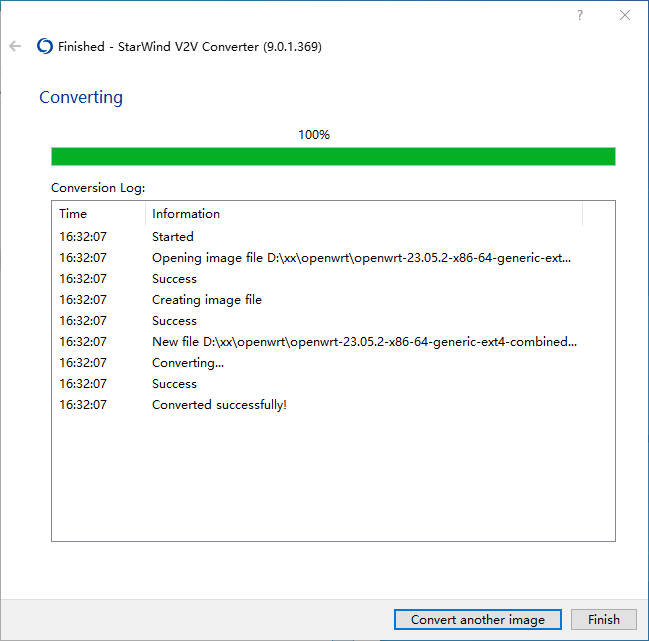 ?
Finished - StarWind V2V Converter (9.0.1.369)
Converting
100%
Conversion Log:
Time Information
16:32:07 Started
16:32:07 Opening image file D:\xx\openwrt\openwrt-23.05.2-x86-64-generic-ext...
16:32:07 Success
16:32:07 Creating image file
16:32:07 Success
16:32:07 New file D:\xx\openwrt\openwrt-23.05.2-x86-64-generic-ext4-combined...
16:32:07 Converting...
16:32:07 Success
16:32:07 Converted successfully!
Convert another image Finish